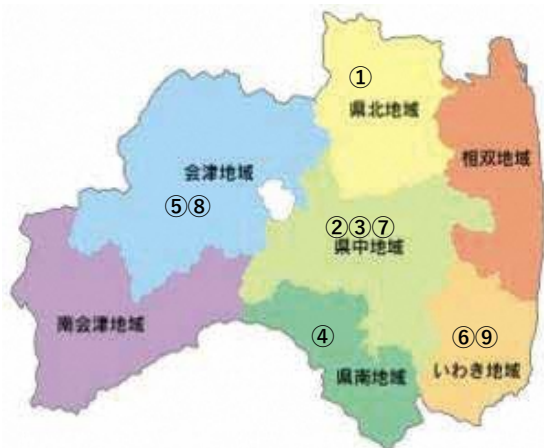 ①
県北地域
相双地域
会津地域
⑤⑧
②③⑦
県中地域
南会津地域
④
県南地域
⑥⑨
いわき地域